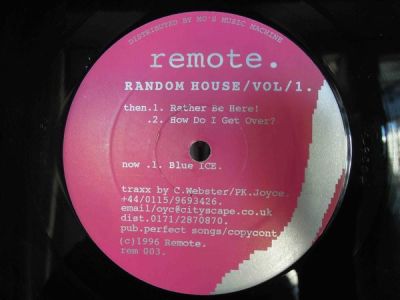 DISTRIBUTED BY MO'S MUSIC MACHINE
remote.
RANDOM HOUSE/VOL/1.
then.1. Rather Be Here!
.2. How Do I Get Over?
now .1. Blue ICE.
traxx by C.Webster/PK.Joyce.
+44/0115/9693426.
email/oyc@cityscape.co.uk
dist.0171/2870870.
pub.perfect songs/copycont.
(c)1996 Remote.
rem 003.